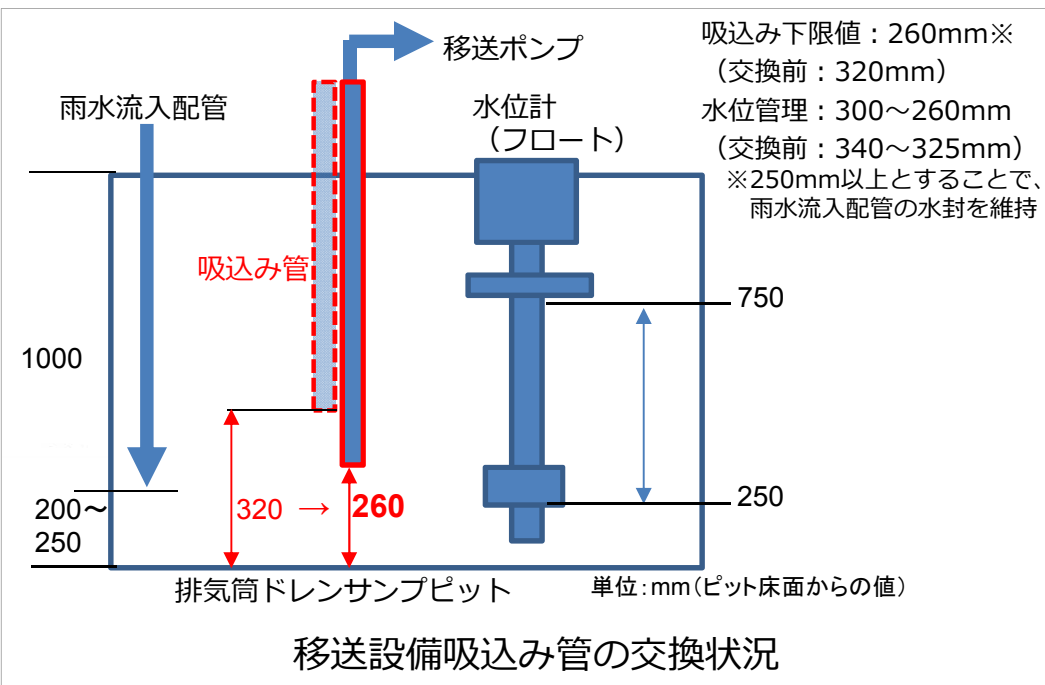 移送ポンプ
吸込み下限値：260mm※
（交換前：320mm）
水位管理：300～260mm
（交換前：340～325mm）
※250mm以上とすることで、
雨水流入配管の水封を維持
雨水流入配管
水位計
（フロート）
吸込み管
750
1000
320 → 260
250
200～
250
排気筒ドレンサンプピット
単位：mm（ピット床面からの値）
移送設備吸込み管の交換状況